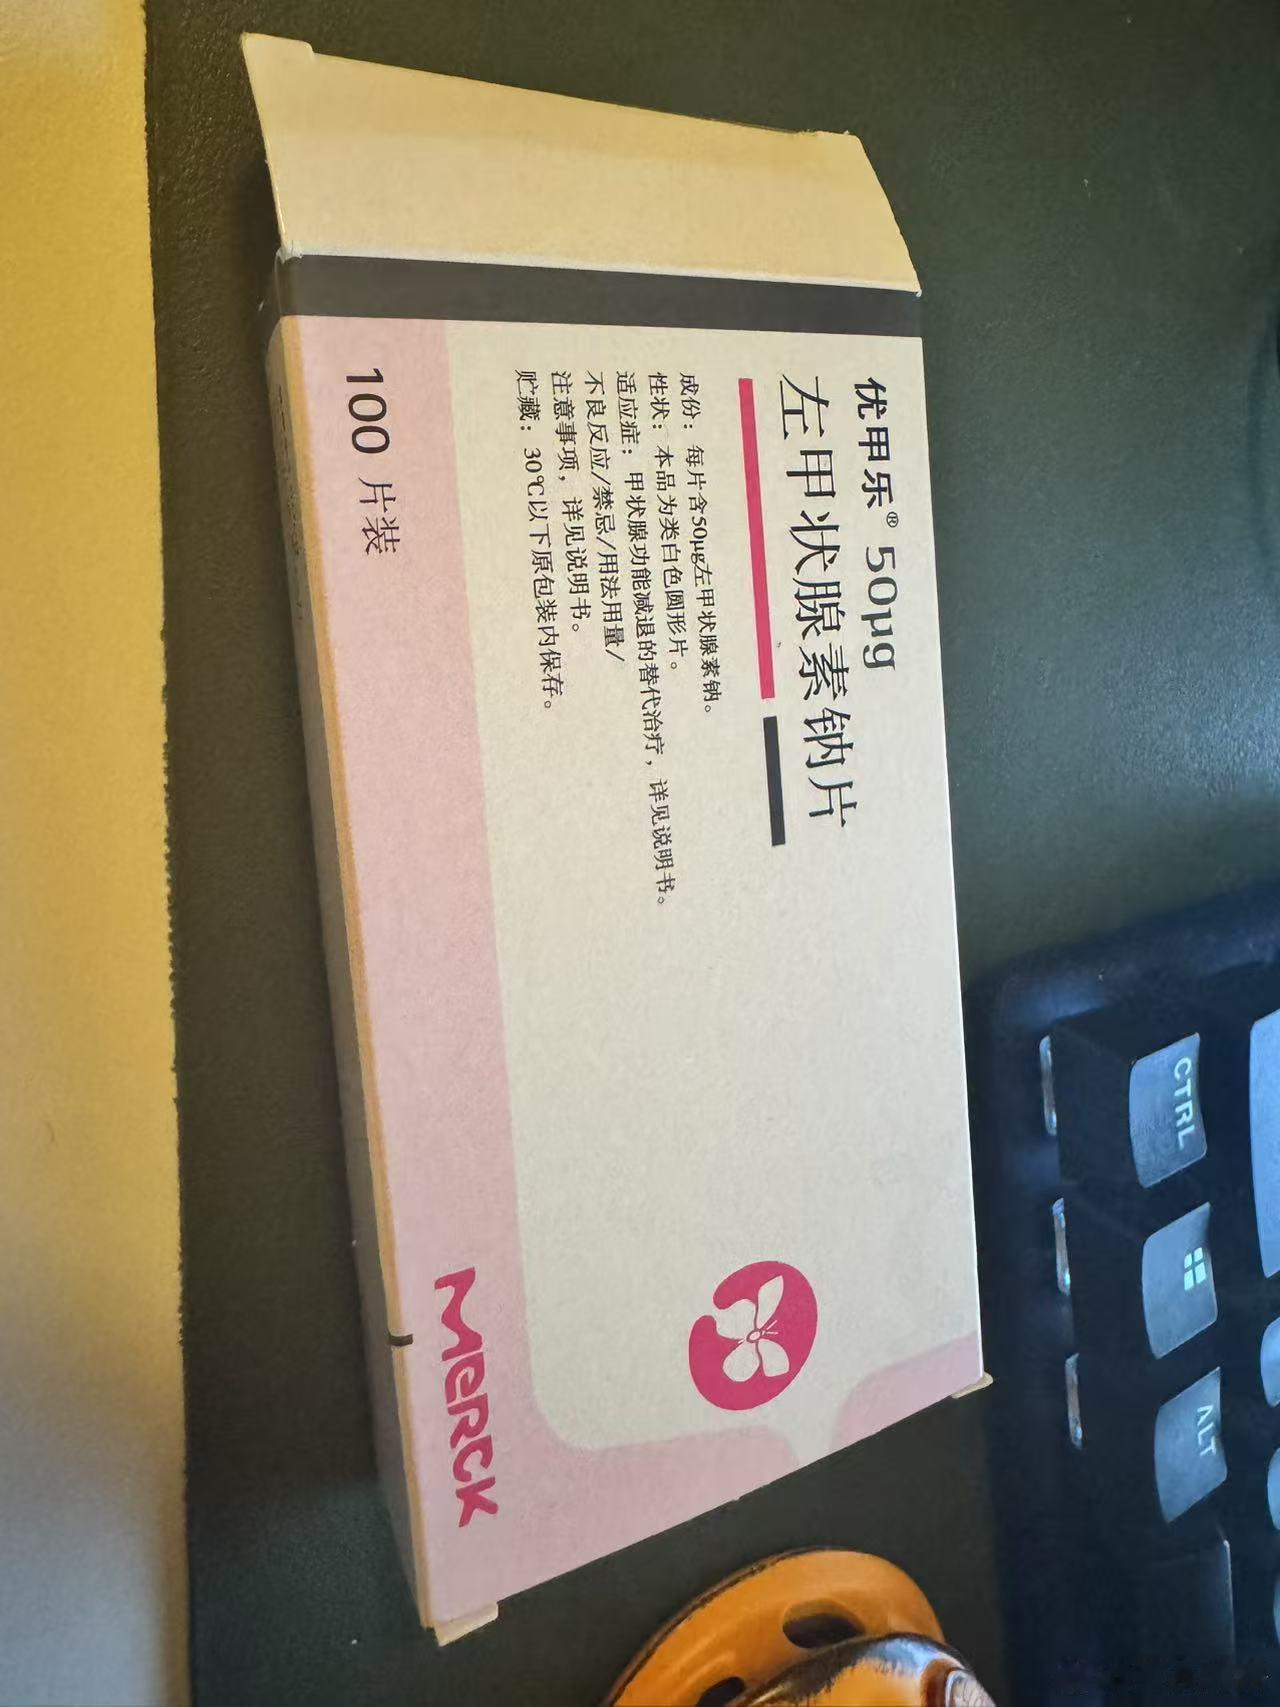 优甲乐® 50μg
左甲状腺素钠片
成份：每片含50μg左甲状腺素钠。
性状：本品为类白色圆形片。
适应症：甲状腺功能减退的替代治疗，详见说明书。
不良反应/禁忌/用法用量/
注意事项，详见说明书。
贮藏：30℃以下原包装内保存。
100 片装
MERCK
CTRL
ALT